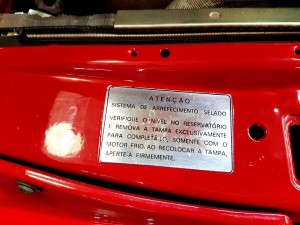 ATENÇÃO
SISTEMA DE ARREFECIMENTO SELADO
VERIFIQUE O NÍVEL NO RESERVATÓRIO
E REMOVA A TAMPA EXCLUSIVAMENTE
PARA COMPLETÁ-LO, SOMENTE COM O
MOTOR FRIO. AO RECOLOCAR A TAMPA,
APERTE-A FIRMEMENTE.